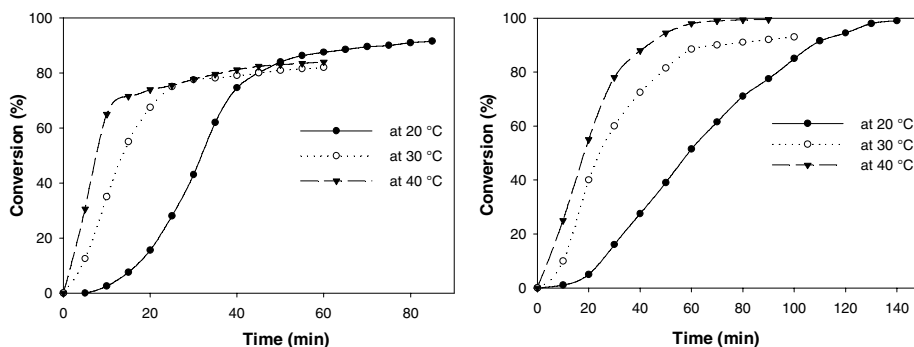 100
80
60
40
20
0
Conversion (%)
at 20 °C
at 30 °C
at 40 °C
0 20 40 60 80
Time (min)
100
80
60
40
20
0
Conversion (%)
at 20 °C
at 30 °C
at 40 °C
0 20 40 60 80 100 120 140
Time (min)